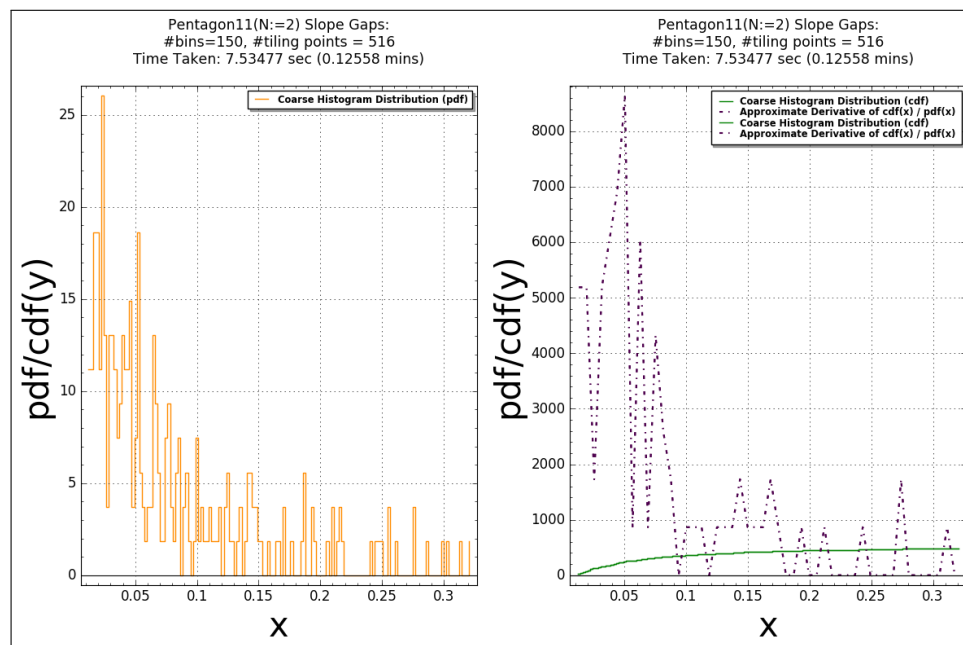 Pentagon11(N:=2) Slope Gaps:
#bins=150, #tiling points = 516
Time Taken: 7.53477 sec (0.12558 mins)
Coarse Histogram Distribution (pdf)
pdf/cdf(y)
25
20
15
10
5
0
0.05 0.1 0.15 0.2 0.25 0.3
x
Pentagon11(N:=2) Slope Gaps:
#bins=150, #tiling points = 516
Time Taken: 7.53477 sec (0.12558 mins)
Coarse Histogram Distribution (cdf)
Approximate Derivative of cdf(x) / pdf(x)
Coarse Histogram Distribution (cdf)
Approximate Derivative of cdf(x) / pdf(x)
pdf/cdf(y)
8000
7000
6000
5000
4000
3000
2000
1000
0
0.05 0.1 0.15 0.2 0.25 0.3
x